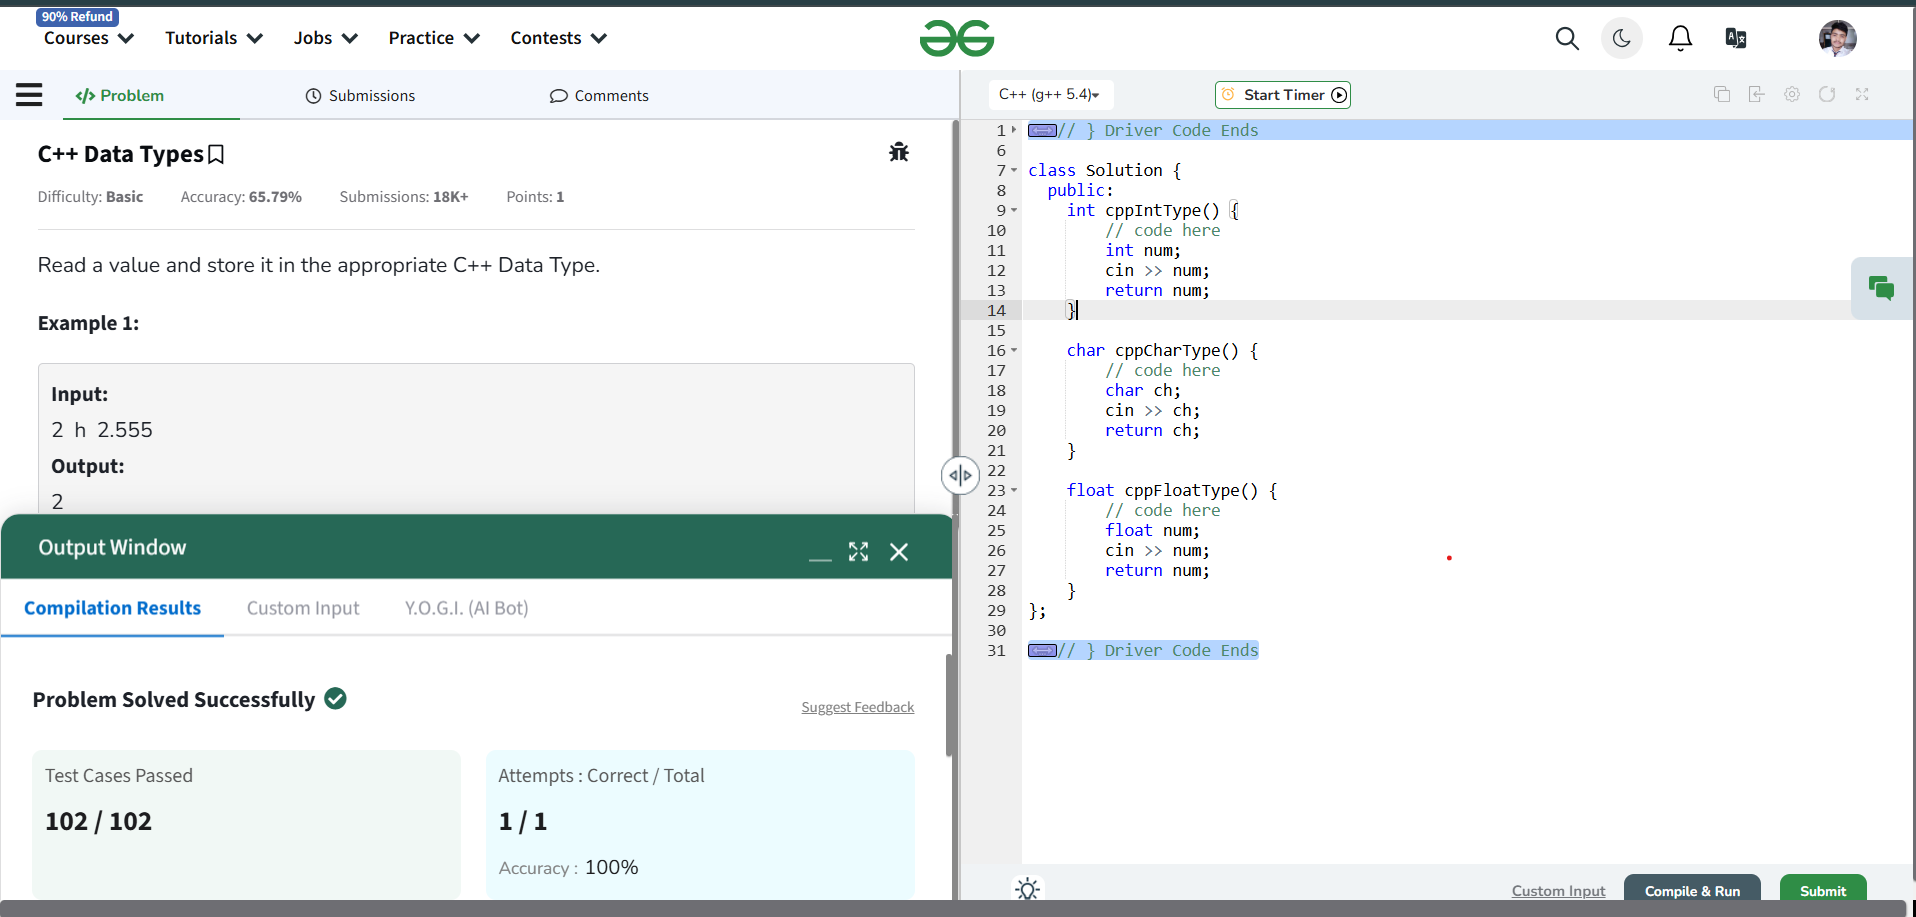 90% Refund
Courses Tutorials Jobs Practice Contests
Problem Submissions Comments
C++ Data Types
Difficulty: Basic Accuracy: 65.79% Submissions: 18K+ Points: 1
Read a value and store it in the appropriate C++ Data Type.
Example 1:
Input:
2 h 2.555
Output:
2
Output Window
Compilation Results Custom Input Y.O.G.I. (AI Bot)
Problem Solved Successfully
Suggest Feedback
Test Cases Passed
102 / 102
Attempts : Correct / Total
1 / 1
Accuracy : 100%
C++ (g++ 5.4) Start Timer
1 // } Driver Code Ends
6
7 class Solution {
8 public:
9 int cppIntType() {
10 // code here
11 int num;
12 cin >> num;
13 return num;
14 }
15
16 char cppCharType() {
17 // code here
18 char ch;
19 cin >> ch;
20 return ch;
21 }
22
23 float cppFloatType() {
24 // code here
25 float num;
26 cin >> num;
27 return num;
28 }
29 };
30
31 // } Driver Code Ends
Custom Input Compile & Run Submit